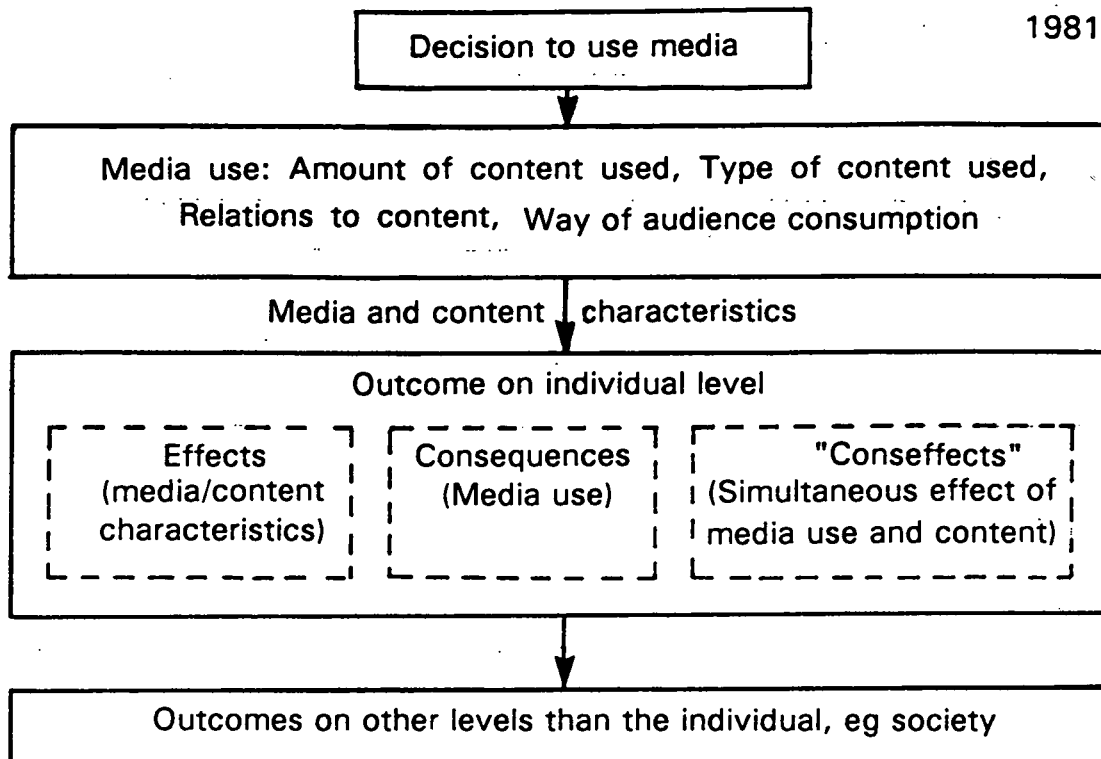 1981
Decision to use media
Media use: Amount of content used, Type of content used,
Relations to content, Way of audience consumption
Media and content characteristics
Outcome on individual level
Effects
(media/content
characteristics)
Consequences
(Media use)
"Conseffects"
(Simultaneous effect of
media use and content)
Outcomes on other levels than the individual, eg society